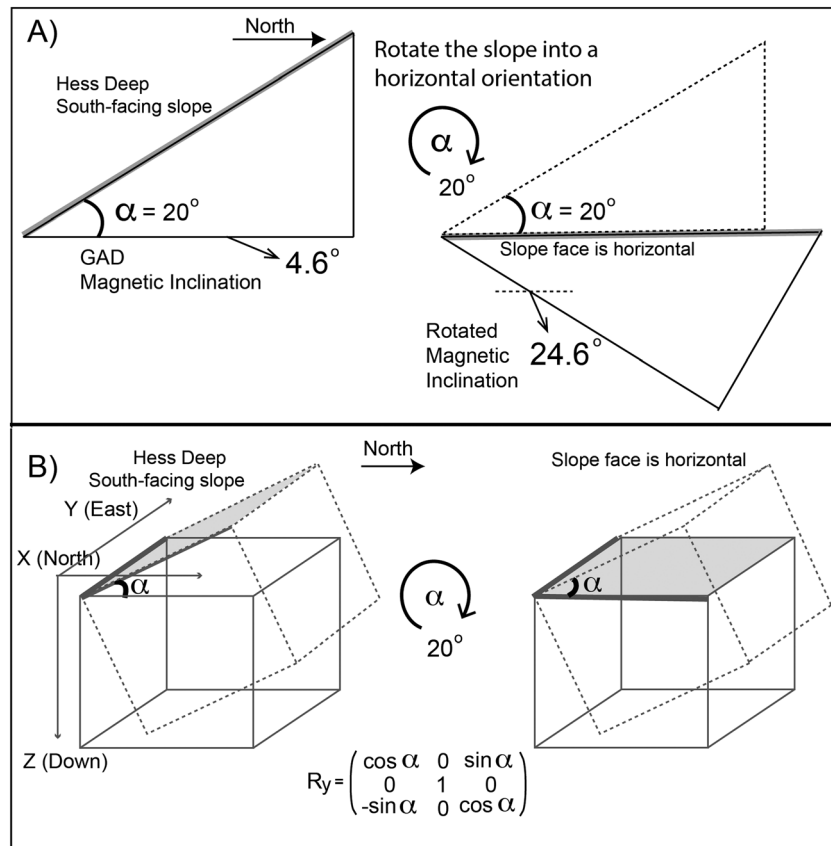 A)
North
Hess Deep
South-facing slope
α = 20°
GAD
Magnetic Inclination
4.6°
Rotate the slope into a
horizontal orientation
α
20°
α = 20°
Slope face is horizontal
Rotated
Magnetic
Inclination
24.6°
B)
Hess Deep
South-facing slope
North
Slope face is horizontal
Y (East)
X (North)
α
Z (Down)
α
20°
α
R_y = ( cos α 0 sin α
0 1 0
-sin α 0 cos α )